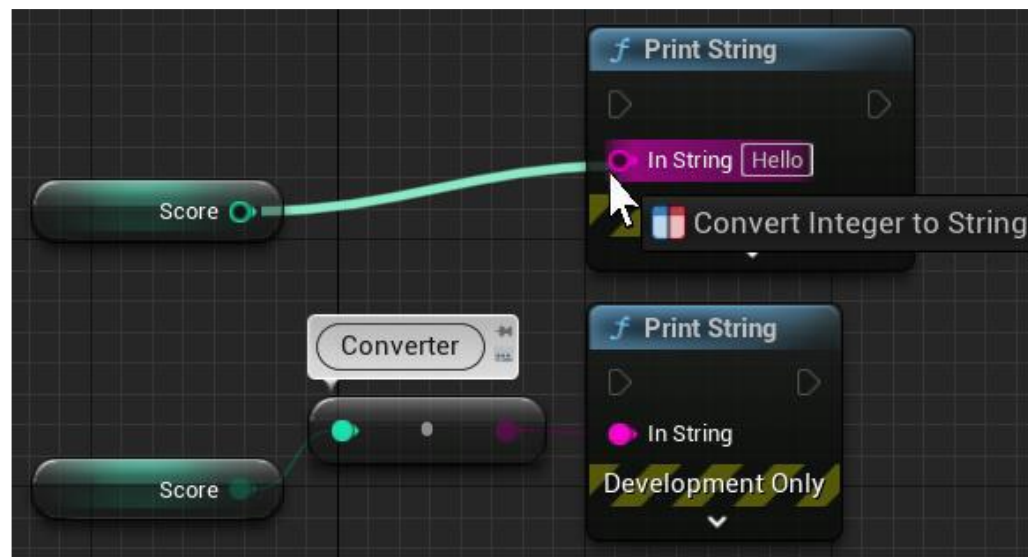 Print String
In String Hello
Score
Convert Integer to String
Print String
Converter
In String
Score
Development Only